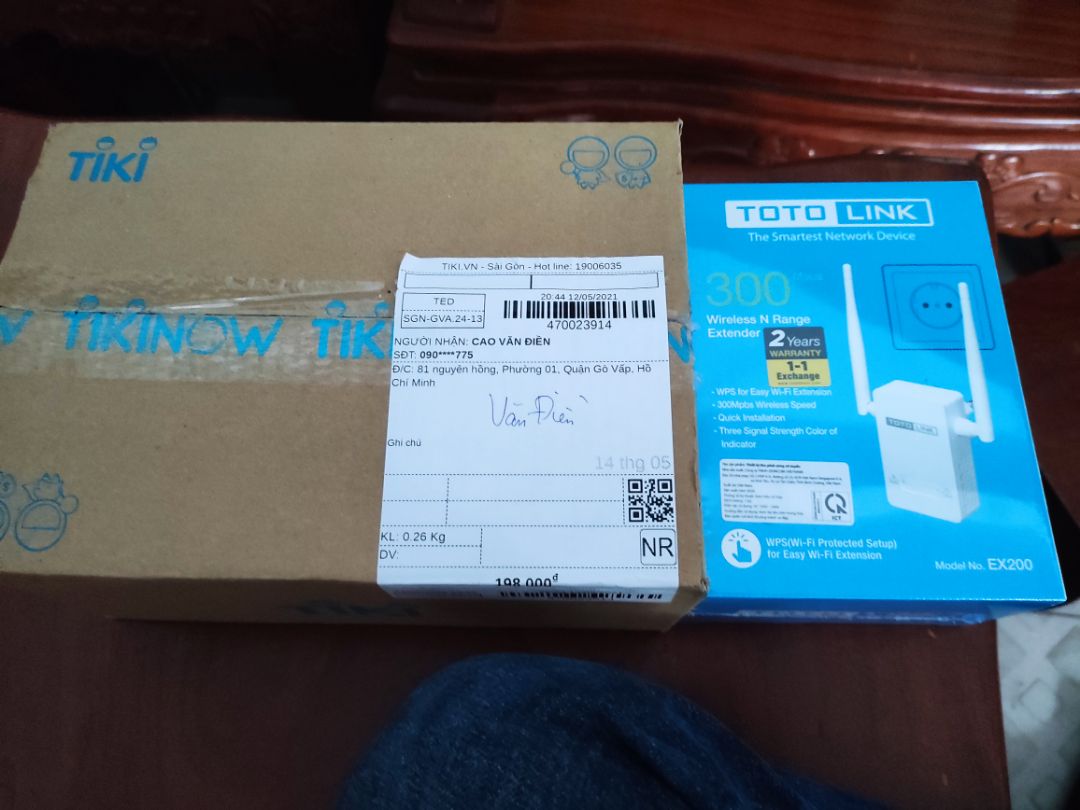 TiKi
TIKINOW TIKI
TIKI.VN - Sài Gòn - Hot line: 19006035
TED
SGN-GVA.24-13
20:44 12/05/2021
470023914
NGƯỜI NHẬN: CAO VĂN ĐIỀN
SĐT: 090****775
Đ/C: 81 nguyên hồng, Phường 01, Quận Gò Vấp, Hồ
Chí Minh
Văn Điền
Ghi chú
14 thg 05
KL: 0.26 Kg
DV:
NR
198.000đ
TOTO LINK
The Smartest Network Device
300
Wireless N Range
Extender
2 Years
WARRANTY
1-1
Exchange
- WPS for Easy Wi-Fi Extension
- 300Mpbs Wireless Speed
- Quick Installation
- Three Signal Strength Color of
Indicator
TOTO LINK
ICT
WPS(Wi-Fi Protected Setup)
for Easy Wi-Fi Extension
Model No. EX200